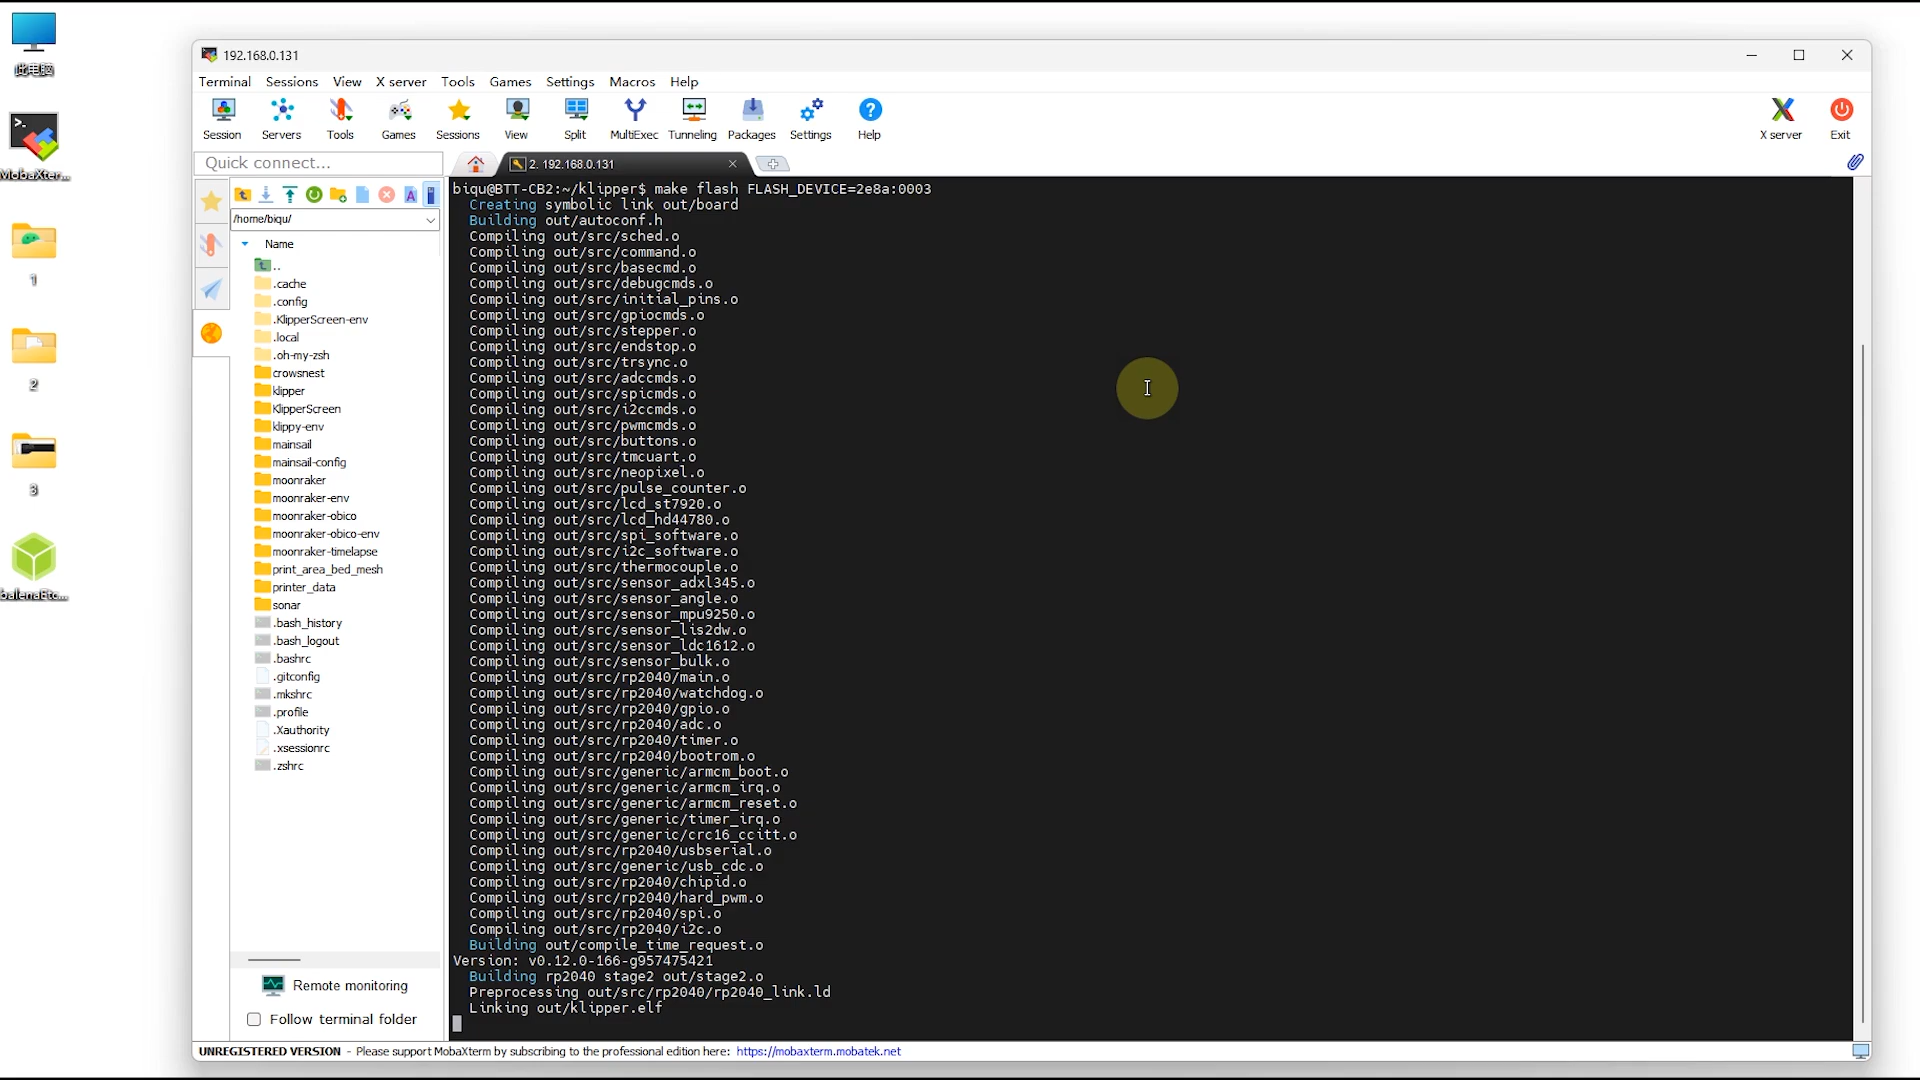 此电脑
MobaXter...
1
2
3
balenaEtc...
192.168.0.131
Terminal Sessions View X server Tools Games Settings Macros Help
Session Servers Tools Games Sessions View Split MultiExec Tunneling Packages Settings Help X server Exit
Quick connect...
2. 192.168.0.131
/home/biqu/
Name
..
.cache
.config
.KlipperScreen-env
.local
.oh-my-zsh
crowsnest
klipper
KlipperScreen
klippy-env
mainsail
mainsail-config
moonraker
moonraker-env
moonraker-obico
moonraker-obico-env
moonraker-timelapse
print_area_bed_mesh
printer_data
sonar
.bash_history
.bash_logout
.bashrc
.gitconfig
.mkshrc
.profile
.Xauthority
.xsessionrc
.zshrc
Remote monitoring
Follow terminal folder
biqu@BTT-CB2:~/klipper$ make flash FLASH_DEVICE=2e8a:0003
Creating symbolic link out/board
Building out/autoconf.h
Compiling out/src/sched.o
Compiling out/src/command.o
Compiling out/src/basecmd.o
Compiling out/src/debugcmds.o
Compiling out/src/initial_pins.o
Compiling out/src/gpiocmds.o
Compiling out/src/stepper.o
Compiling out/src/endstop.o
Compiling out/src/trsync.o
Compiling out/src/adccmds.o
Compiling out/src/spicmds.o
Compiling out/src/i2ccmds.o
Compiling out/src/pwmcmds.o
Compiling out/src/buttons.o
Compiling out/src/tmcuart.o
Compiling out/src/neopixel.o
Compiling out/src/pulse_counter.o
Compiling out/src/lcd_st7920.o
Compiling out/src/lcd_hd44780.o
Compiling out/src/spi_software.o
Compiling out/src/i2c_software.o
Compiling out/src/thermocouple.o
Compiling out/src/sensor_adxl345.o
Compiling out/src/sensor_angle.o
Compiling out/src/sensor_mpu9250.o
Compiling out/src/sensor_lis2dw.o
Compiling out/src/sensor_ldc1612.o
Compiling out/src/sensor_bulk.o
Compiling out/src/rp2040/main.o
Compiling out/src/rp2040/watchdog.o
Compiling out/src/rp2040/gpio.o
Compiling out/src/rp2040/adc.o
Compiling out/src/rp2040/timer.o
Compiling out/src/rp2040/bootrom.o
Compiling out/src/generic/armcm_boot.o
Compiling out/src/generic/armcm_irq.o
Compiling out/src/generic/armcm_reset.o
Compiling out/src/generic/timer_irq.o
Compiling out/src/generic/crc16_ccitt.o
Compiling out/src/rp2040/usbserial.o
Compiling out/src/generic/usb_cdc.o
Compiling out/src/rp2040/chipid.o
Compiling out/src/rp2040/hard_pwm.o
Compiling out/src/rp2040/spi.o
Compiling out/src/rp2040/i2c.o
Building out/compile_time_request.o
Version: v0.12.0-166-g957475421
Building rp2040 stage2 out/stage2.o
Preprocessing out/src/rp2040/rp2040_link.ld
Linking out/klipper.elf
UNREGISTERED VERSION - Please support MobaXterm by subscribing to the professional edition here: https://mobaxterm.mobatek.net